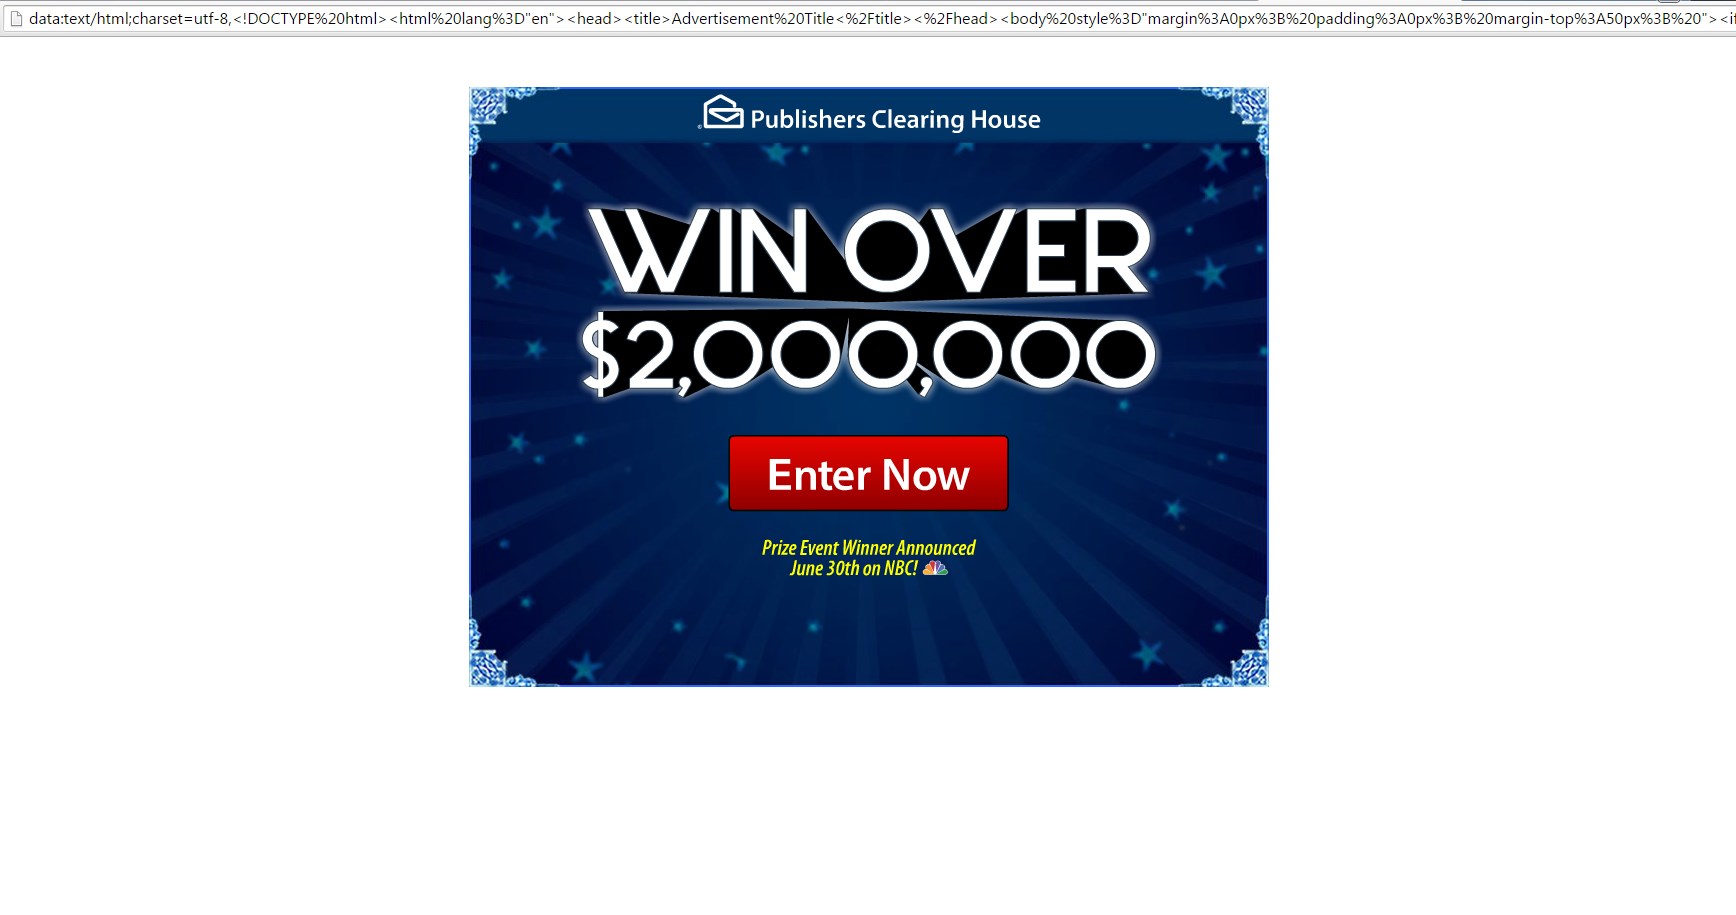 data:text/html;charset=utf-8,<!DOCTYPE%20html><html%20lang%3D"en"><head><title>Advertisement%20Title<%2Ftitle><%2Fhead><body%20style%3D"margin%3A0px%3B%20padding%3A0px%3B%20margin-top%3A50px%3B%20"><if
Publishers Clearing House
WIN OVER
$2,000,000
Enter Now
Prize Event Winner Announced
June 30th on NBC!